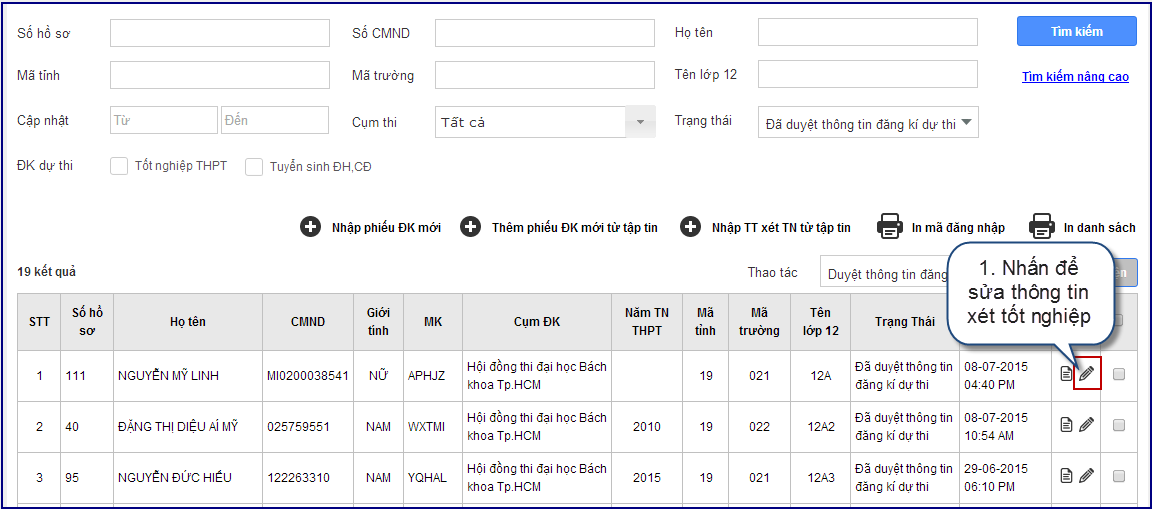 Số hồ sơ Số CMND Họ tên Tìm kiếm
Mã tỉnh Mã trường Tên lớp 12 Tìm kiếm nâng cao
Cập nhật Từ Đến Cụm thi Tất cả Trạng thái Đã duyệt thông tin đăng kí dự thi
ĐK dự thi Tốt nghiệp THPT Tuyển sinh ĐH,CĐ
Nhập phiếu ĐK mới Thêm phiếu ĐK mới từ tập tin Nhập TT xét TN từ tập tin In mã đăng nhập In danh sách
19 kết quả Thao tác Duyệt thông tin đăng
1. Nhấn để
sửa thông tin
xét tốt nghiệp
STT Số hồ sơ Họ tên CMND Giới tính MK Cụm ĐK Năm TN THPT Mã tỉnh Mã trường Tên lớp 12 Trạng Thái
1 111 NGUYỄN MỸ LINH MI0200038541 NỮ APHJZ Hội đồng thi đại học Bách 19 021 12A Đã duyệt thông tin 08-07-2015
khoa Tp.HCM đăng kí dự thi 04:40 PM
2 40 ĐẶNG THỊ DIỆU AÍ MỸ 025759551 NAM WXTMI Hội đồng thi đại học Bách 2010 19 022 12A2 Đã duyệt thông tin 08-07-2015
khoa Tp.HCM đăng kí dự thi 10:54 AM
3 95 NGUYỄN ĐỨC HIẾU 122263310 NAM YQHAL Hội đồng thi đại học Bách 2015 19 021 12A3 Đã duyệt thông tin 29-06-2015
khoa Tp.HCM đăng kí dự thi 06:10 PM